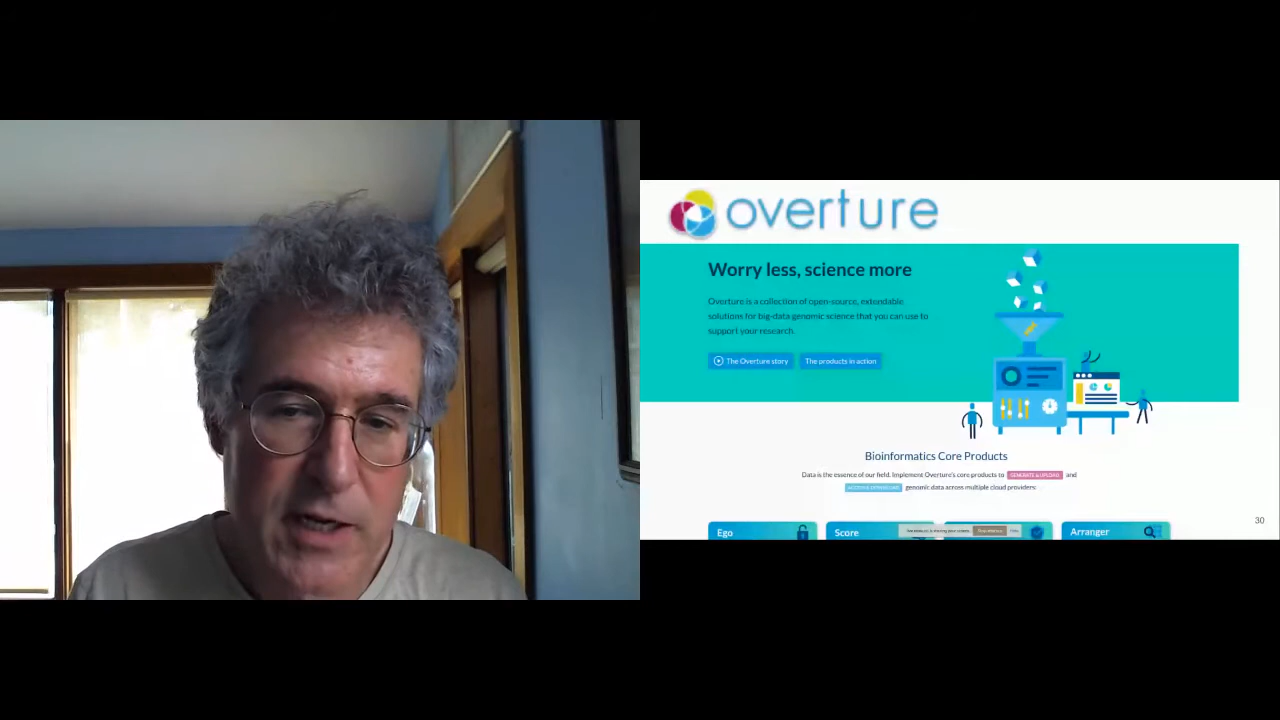 overture
Worry less, science more
Overture is a collection of open-source, extendable
solutions for big-data genomic science that you can use to
support your research.
The Overture story
The products in action
Bioinformatics Core Products
Data is the essence of our field. Implement Overture's core products to GENERATE & UPLOAD and
genomic data across multiple cloud providers:
30
Ego
Score
Arranger